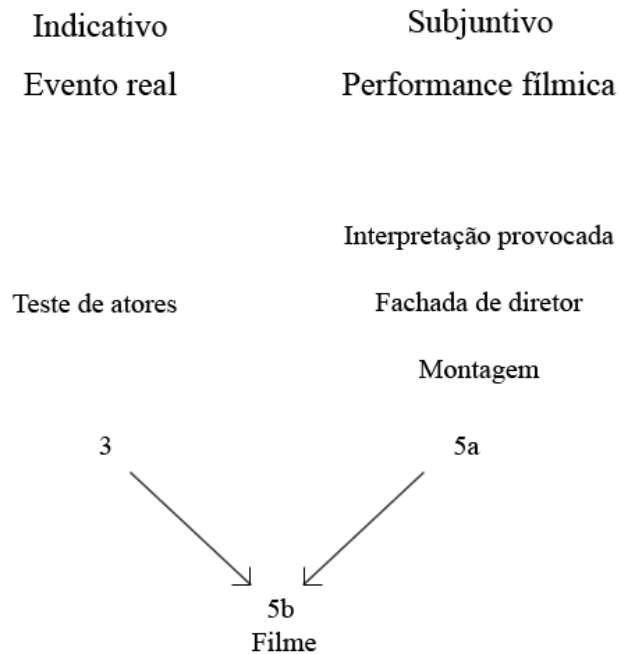 Indicativo Subjuntivo
Evento real Performance fílmica
Interpretação provocada
Teste de atores Fachada de diretor
Montagem
3 5a
5b
Filme